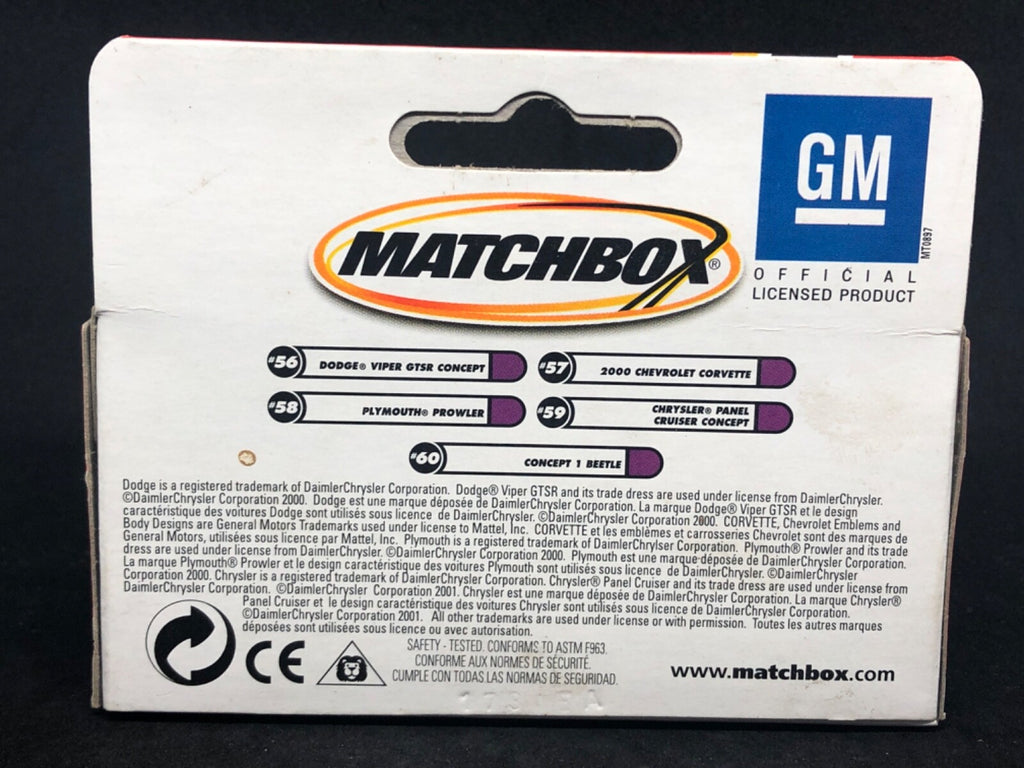 GM
MT0897
OFFICIAL
LICENSED PRODUCT
MATCHBOX®
#56 DODGE® VIPER GTSR CONCEPT
#57 2000 CHEVROLET CORVETTE
#58 PLYMOUTH® PROWLER
#59 CHRYSLER® PANEL
CRUISER CONCEPT
#60 CONCEPT 1 BEETLE
Dodge is a registered trademark of DaimlerChrysler Corporation. Dodge® Viper GTSR and its trade dress are used under license from DaimlerChrysler.
©DaimlerChrysler Corporation 2000. Dodge est une marque déposée de DaimlerChrysler Corporation. La marque Dodge® Viper GTSR et le design
caractéristique des voitures Dodge sont utilisés sous licence de DaimlerChrysler. ©DaimlerChrysler Corporation 2000. CORVETTE, Chevrolet Emblems and
Body Designs are General Motors Trademarks used under license to Mattel, Inc. CORVETTE et les emblèmes et carrosseries Chevrolet sont des marques de
General Motors, utilisées sous licence par Mattel, Inc. Plymouth is a registered trademark of DaimlerChrylser Corporation. Plymouth® Prowler and its trade
dress are used under license from DaimlerChrysler. ©DaimlerChrysler Corporation 2000. Plymouth est une marque déposée de DaimlerChrysler Corporation.
La marque Plymouth® Prowler et le design caractéristique des voitures Plymouth sont utilisés sous licence de DaimlerChrysler. ©DaimlerChrysler
Corporation 2000. Chrysler is a registered trademark of DaimlerChrysler Corporation. Chrysler® Panel Cruiser and its trade dress are used under license from
DaimlerChrysler Corporation. ©DaimlerChrysler Corporation 2001. Chrysler est une marque déposée de DaimlerChrysler Corporation. La marque Chrysler®
Panel Cruiser et le design caractéristique des voitures Chrysler sont utilisés sous licence de DaimlerChrysler Corporation.
©DaimlerChrysler Corporation 2001. All other trademarks are used under license or with permission. Toutes les autres marques
déposées sont utilisées sous licence ou avec autorisation.
CE
SAFETY - TESTED. CONFORMS TO ASTM F963.
CONFORME AUX NORMES DE SÉCURITÉ.
CUMPLE CON TODAS LAS NORMAS DE SEGURIDAD.
www.matchbox.com